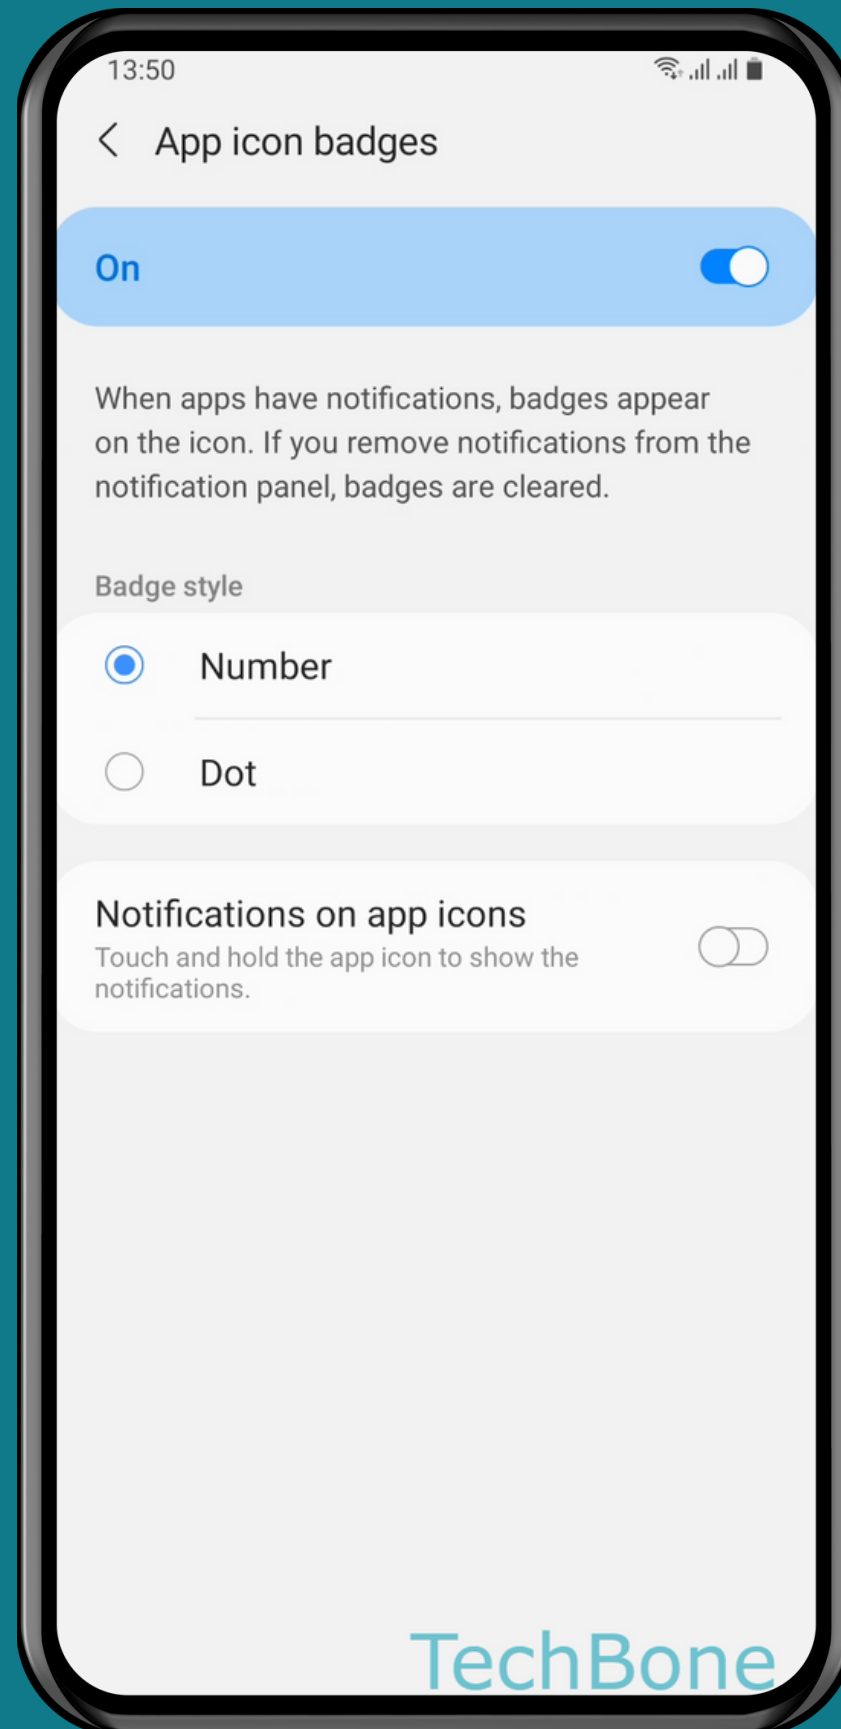 13:50
App icon badges
On
When apps have notifications, badges appear
on the icon. If you remove notifications from the
notification panel, badges are cleared.
Badge style
Number
Dot
Notifications on app icons
Touch and hold the app icon to show the
notifications.
TechBone